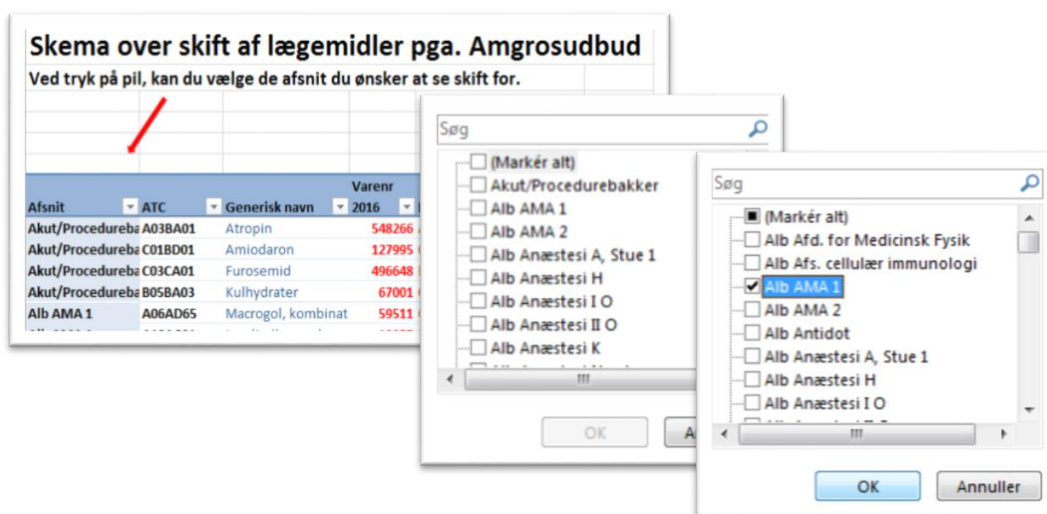 Skema over skift af lægemidler pga. Amgrosudbud
Ved tryk på pil, kan du vælge de afsnit du ønsker at se skift for.
Varenr
Afsnit ATC Generisk navn 2016
Akut/Procedureba A03BA01 Atropin 548266
Akut/Procedureba C01BD01 Amiodaron 127995
Akut/Procedureba C03CA01 Furosemid 496648
Akut/Procedureba B05BA03 Kulhydrater 67001
Alb AMA 1 A06AD65 Macrogol, kombinat 59511
Søg
(Markér alt)
Akut/Procedurebakker
Alb AMA 1
Alb AMA 2
Alb Anæstesi A, Stue 1
Alb Anæstesi H
Alb Anæstesi I O
Alb Anæstesi II O
Alb Anæstesi K
OK
Søg
(Markér alt)
Alb Afd. for Medicinsk Fysik
Alb Afs. cellulær immunologi
Alb AMA 1
Alb AMA 2
Alb Antidot
Alb Anæstesi A, Stue 1
Alb Anæstesi H
Alb Anæstesi I O
OK Annuller